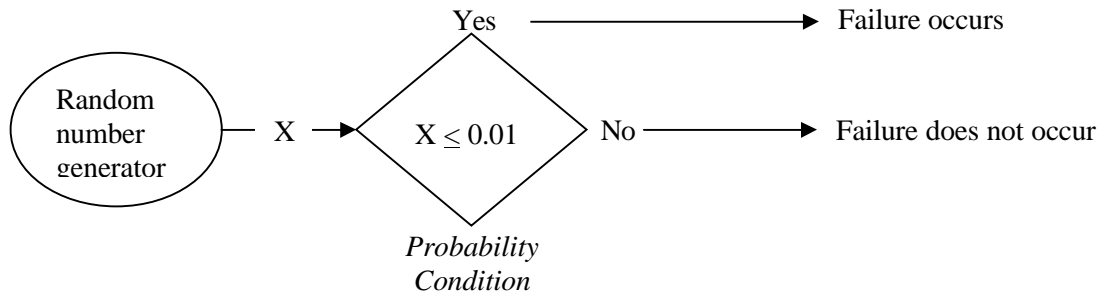 Yes
Failure occurs
Random
number
generator
X
X ≤ 0.01
No
Failure does not occur
Probability
Condition